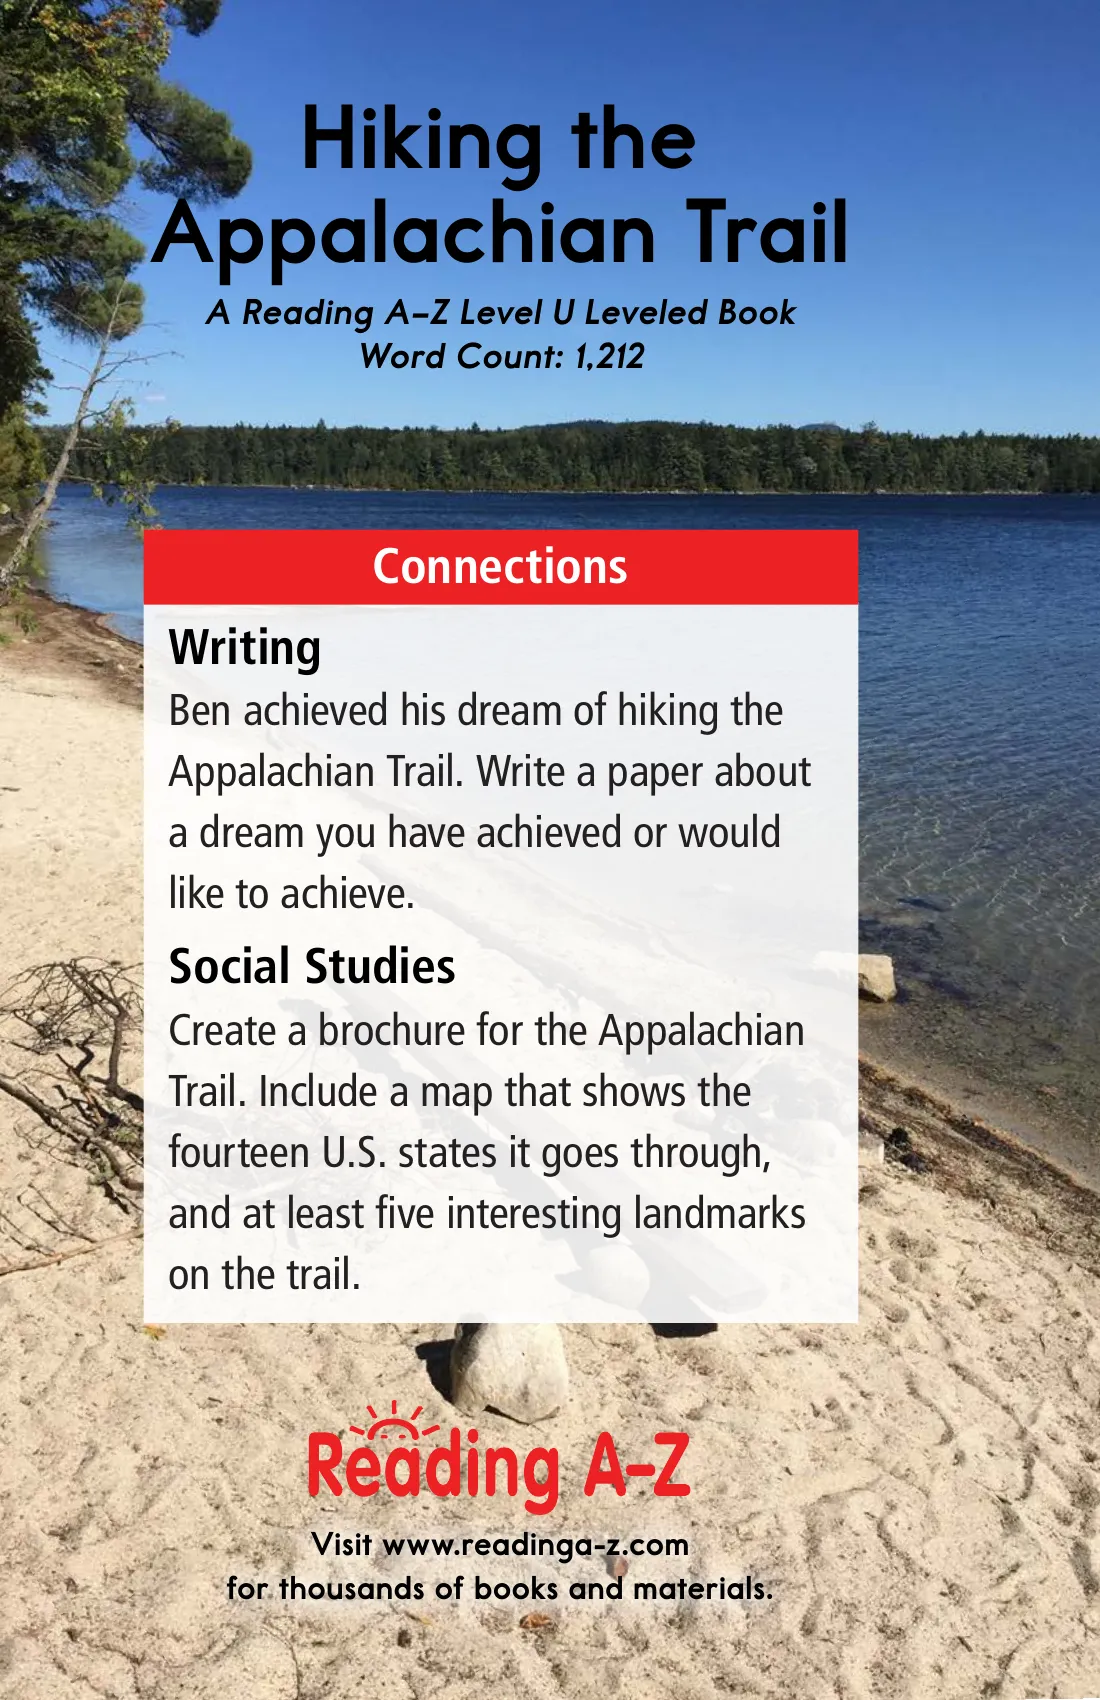 Hiking the
Appalachian Trail
A Reading A–Z Level U Leveled Book
Word Count: 1,212
Connections
Writing
Ben achieved his dream of hiking the
Appalachian Trail. Write a paper about
a dream you have achieved or would
like to achieve.
Social Studies
Create a brochure for the Appalachian
Trail. Include a map that shows the
fourteen U.S. states it goes through,
and at least five interesting landmarks
on the trail.
Reading A–Z
Visit www.readinga-z.com
for thousands of books and materials.